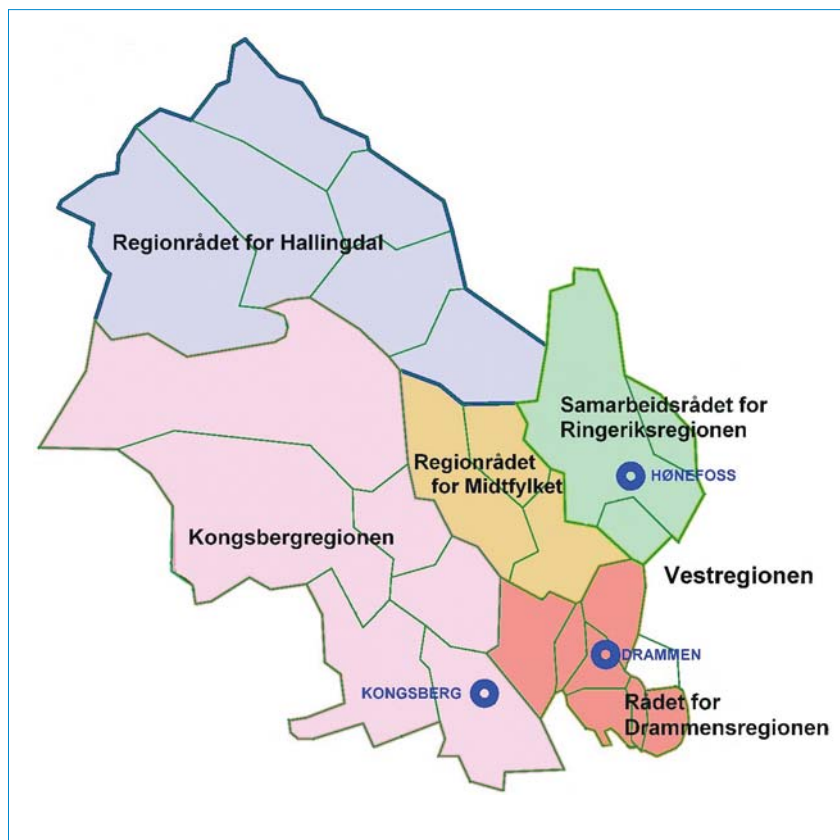 Regionrådet for Hallingdal
Samarbeidsrådet for
Ringeriksregionen
HØNEFOSS
Regionrådet
for Midtfylket
Kongsbergregionen
Vestregionen
DRAMMEN
KONGSBERG
Rådet for
Drammensregionen